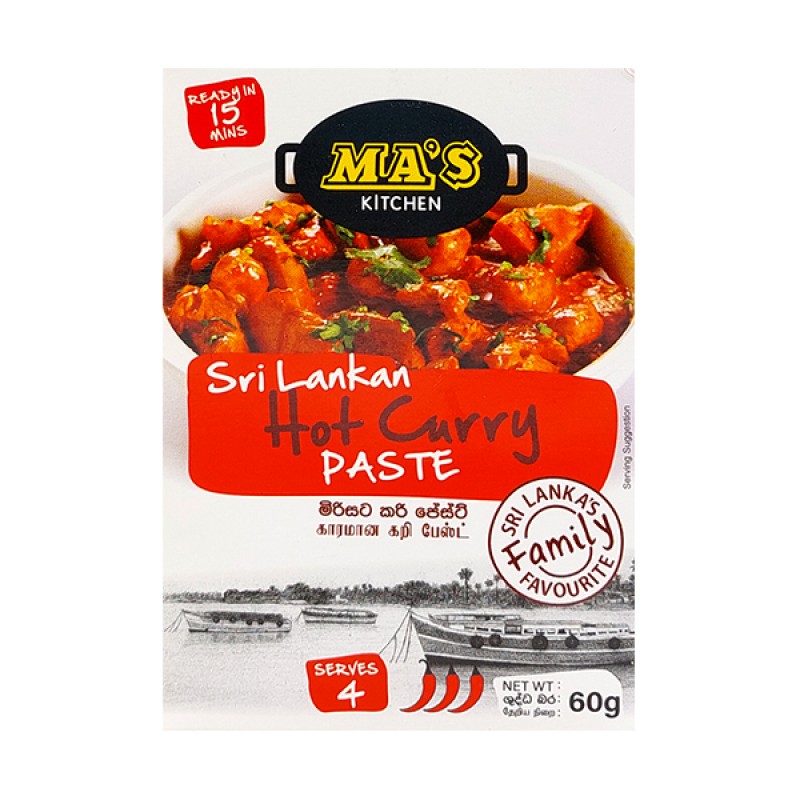 READY IN
15
MINS
MA'S
KITCHEN
Sri Lankan
Hot Curry
PASTE
මිරිසට කරි පේස්ට්
காரமான கறி பேஸ்ட்
Serving Suggestion
SRI LANKA'S
Family
FAVOURITE
SERVES
4
NET WT :
ශුද්ධ බර :
தேறிய நிறை :
60g